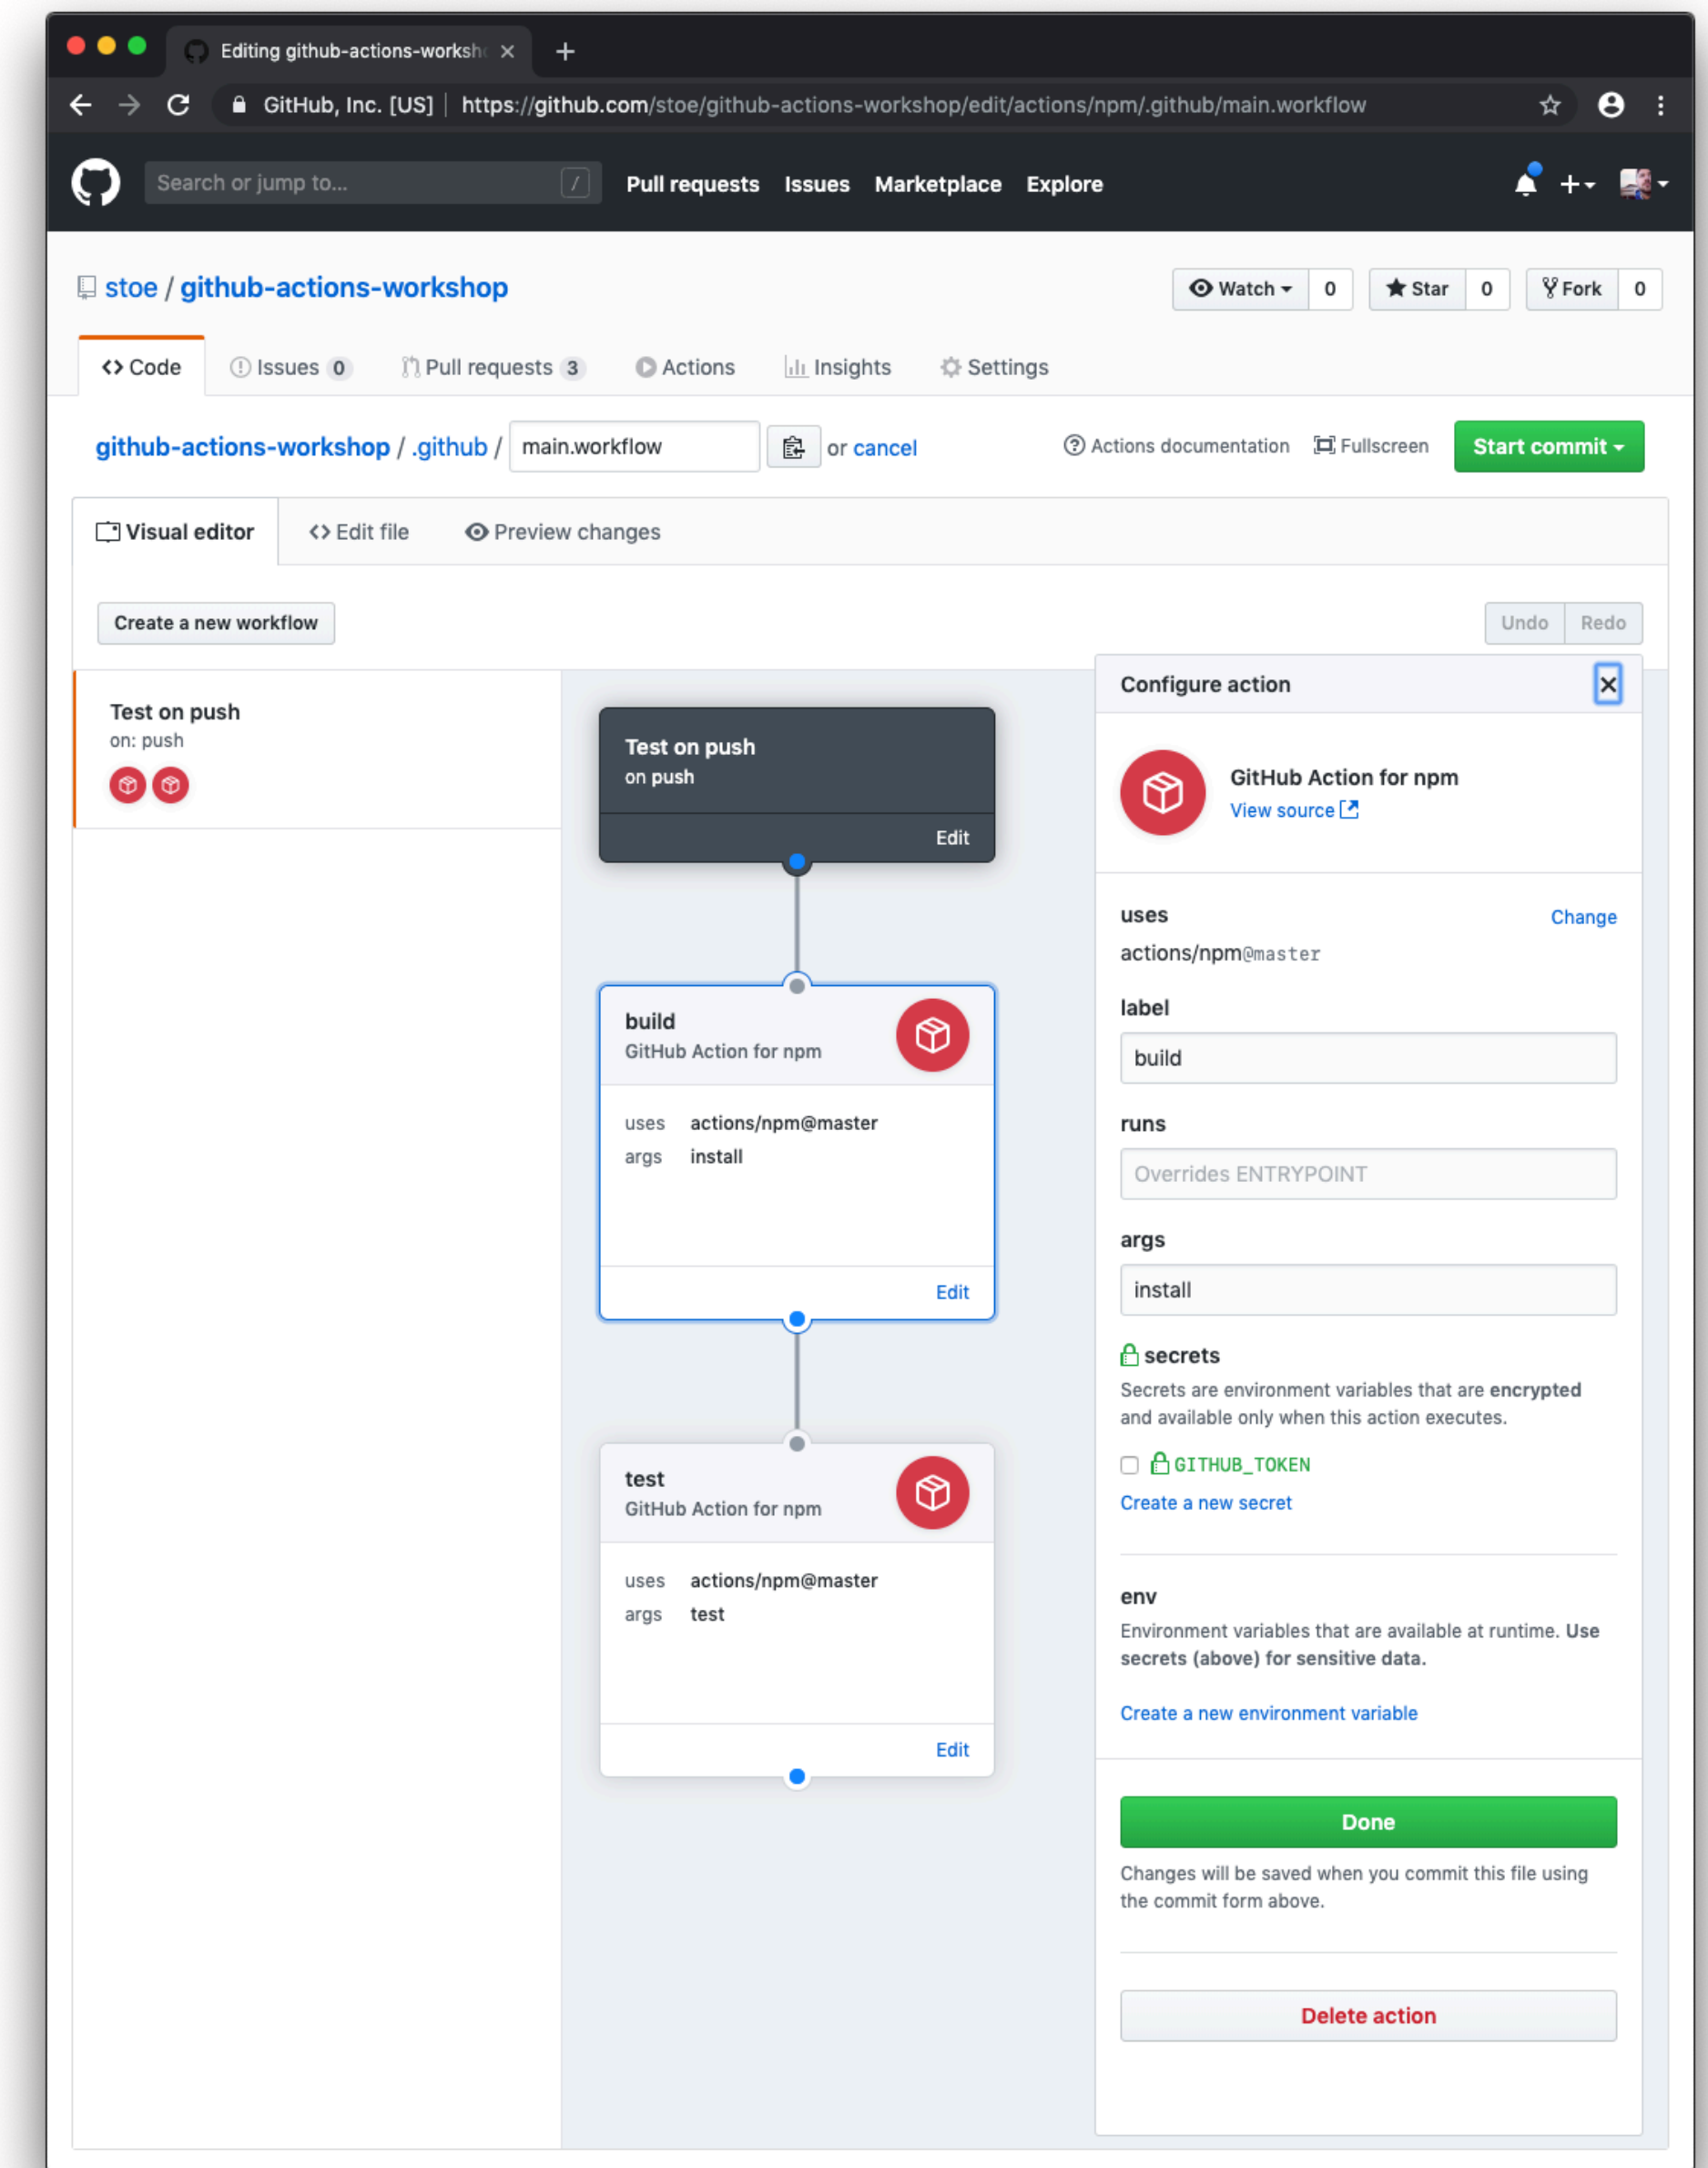 Editing github-actions-worksh
GitHub, Inc. [US] | https://github.com/stoe/github-actions-workshop/edit/actions/npm/.github/main.workflow
Search or jump to... / Pull requests Issues Marketplace Explore
stoe / github-actions-workshop
Watch 0 Star 0 Fork 0
Code Issues 0 Pull requests 3 Actions Insights Settings
github-actions-workshop / .github / main.workflow or cancel
Actions documentation Fullscreen Start commit
Visual editor Edit file Preview changes
Create a new workflow
Undo Redo
Test on push
on: push
Test on push
on push
Edit
build
GitHub Action for npm
uses actions/npm@master
args install
Edit
test
GitHub Action for npm
uses actions/npm@master
args test
Edit
Configure action
GitHub Action for npm
View source
uses Change
actions/npm@master
label
build
runs
Overrides ENTRYPOINT
args
install
secrets
Secrets are environment variables that are encrypted
and available only when this action executes.
GITHUB_TOKEN
Create a new secret
env
Environment variables that are available at runtime. Use
secrets (above) for sensitive data.
Create a new environment variable
Done
Changes will be saved when you commit this file using
the commit form above.
Delete action